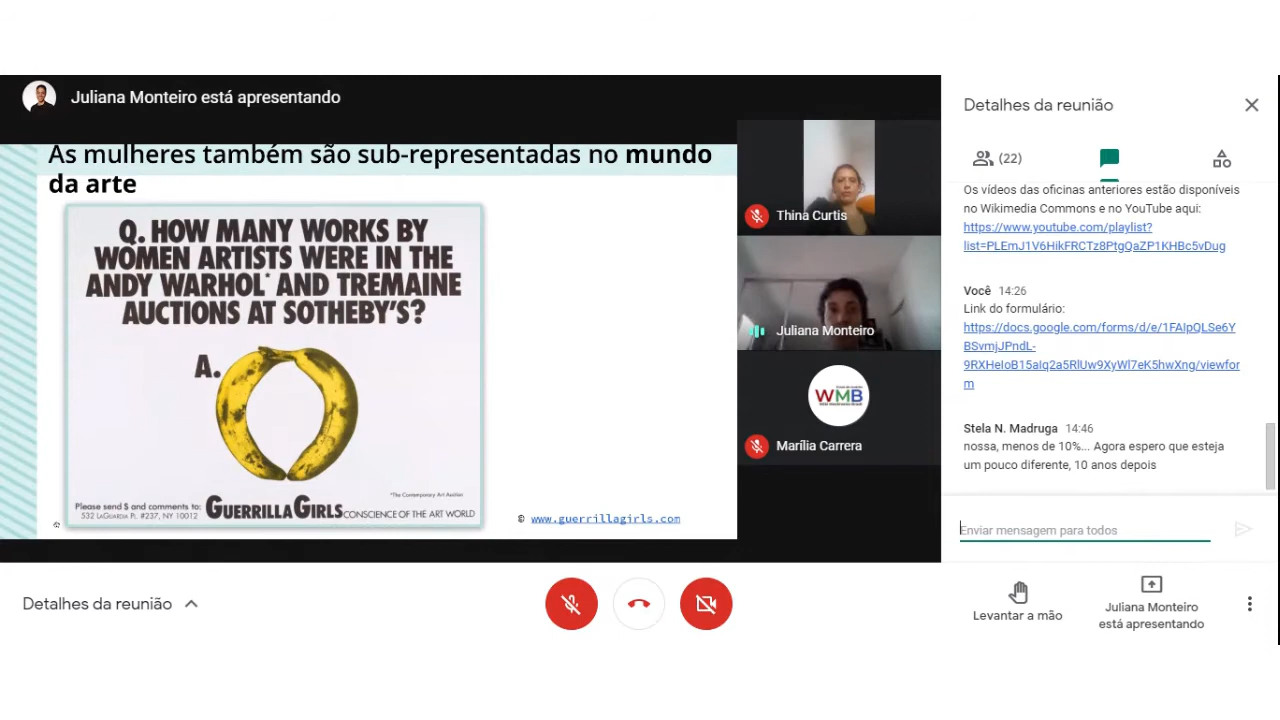 Juliana Monteiro está apresentando
As mulheres também são sub-representadas no mundo
da arte
Q. HOW MANY WORKS BY
WOMEN ARTISTS WERE IN THE
ANDY WARHOL* AND TREMAINE
AUCTIONS AT SOTHEBY'S?
A.
*The Contemporary Art Auction
Please send $ and comments to:
532 LAGUARDIA PL. #237, NY 10012
GUERRILLA GIRLS CONSCIENCE OF THE ART WORLD
© www.guerrillagirls.com
Thina Curtis
Juliana Monteiro
WMB
Marília Carrera
Detalhes da reunião
(22)
Os vídeos das oficinas anteriores estão disponíveis
no Wikimedia Commons e no YouTube aqui:
https://www.youtube.com/playlist?
list=PLEmJ1V6HikFRCTz8PtgQaZP1KHBc5vDug
Você 14:26
Link do formulário:
https://docs.google.com/forms/d/e/1FAIpQLSe6Y
BSvmjJPndL-
9RXHeIoB15aIq2a5RlUw9XyWl7eK5hwXng/viewfor
m
Stela N. Madruga 14:46
nossa, menos de 10%... Agora espero que esteja
um pouco diferente, 10 anos depois
Enviar mensagem para todos
Detalhes da reunião
Levantar a mão
Juliana Monteiro
está apresentando